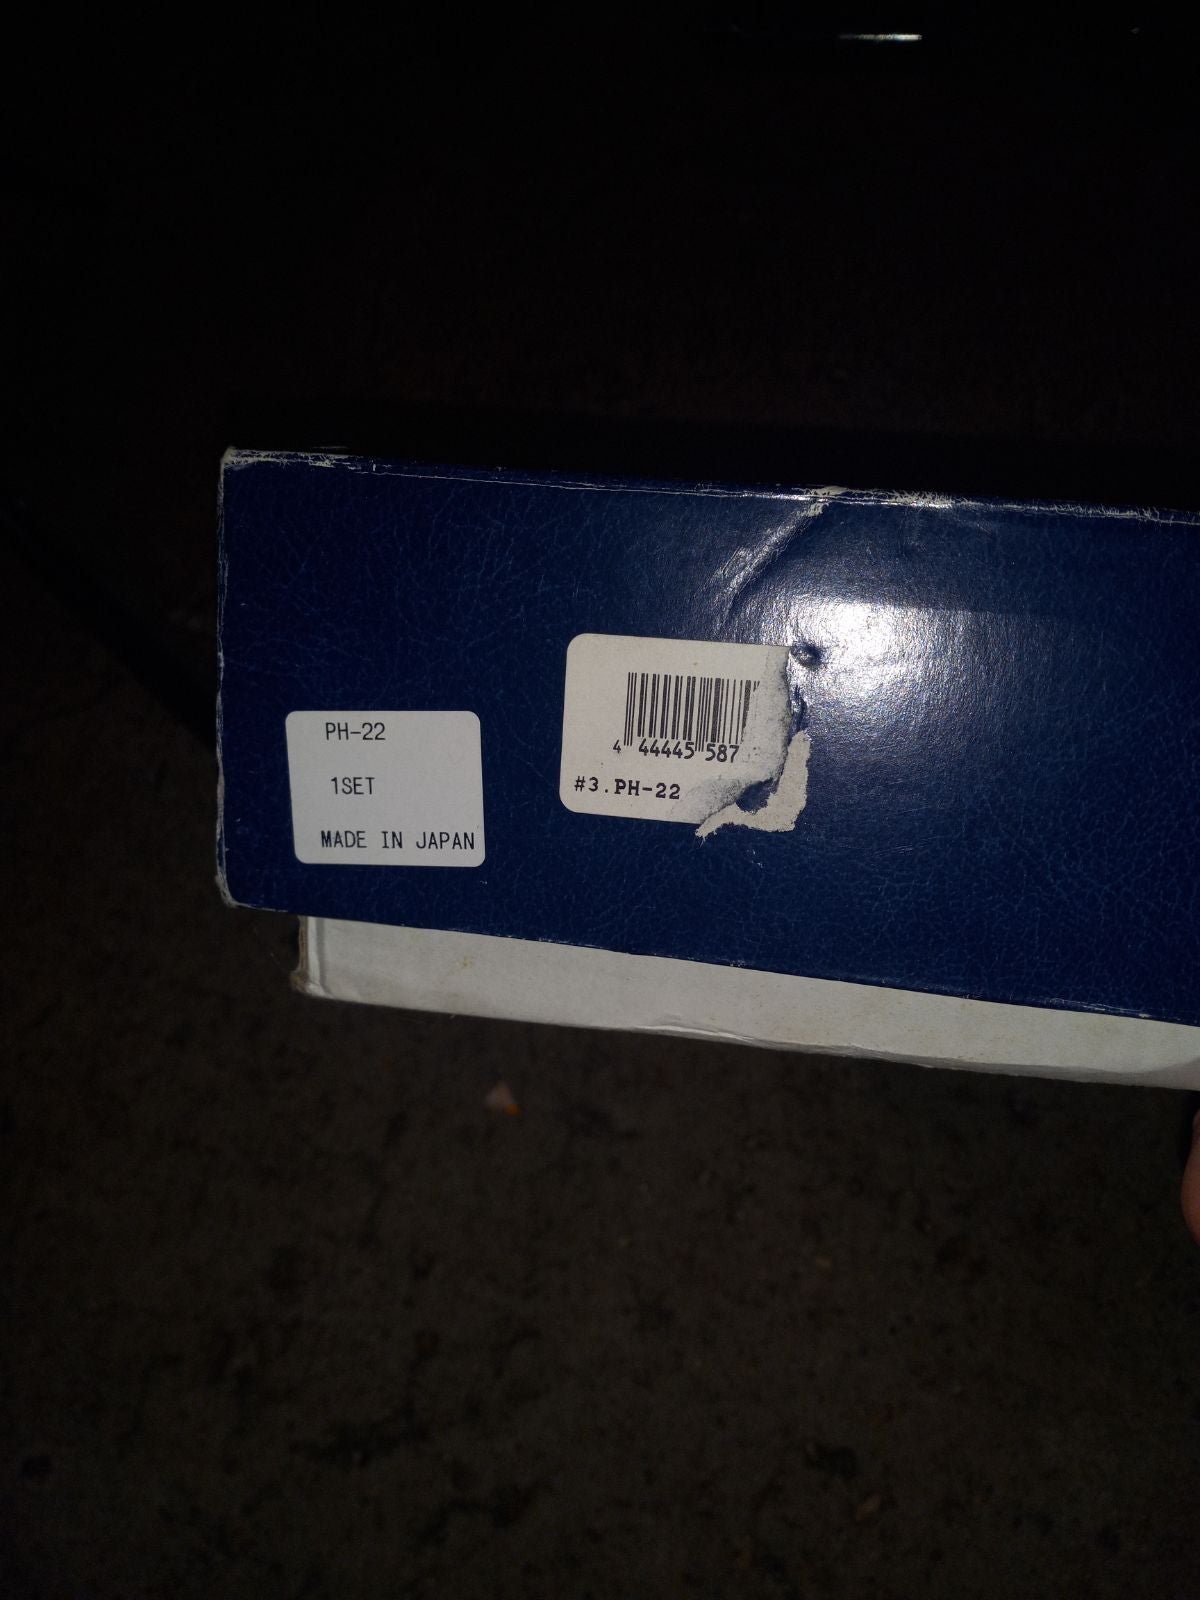 PH-22
1SET
MADE IN JAPAN
4 44445 587
#3.PH-22